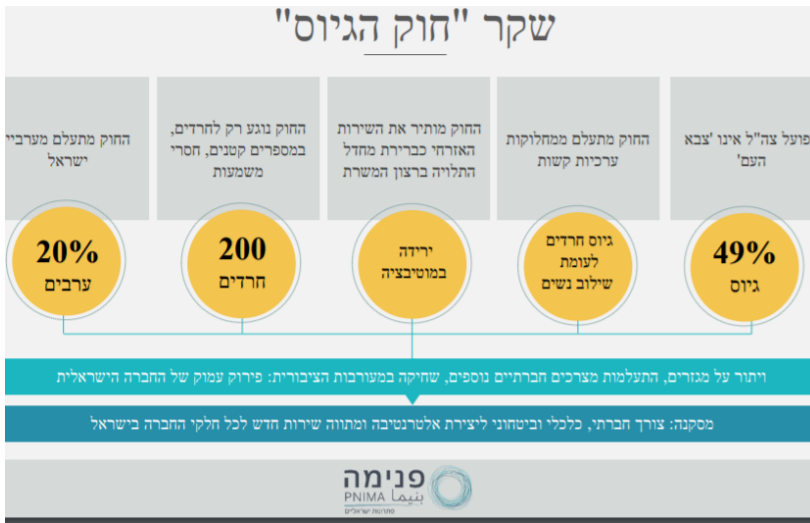 שקר "חוק הגיוס"
פועל צה"ל אינו 'צבא
העם'
49%
גיוס
החוק מתעלם ממחלוקות
ערכיות קשות
גיוס חרדים
לעומת
שילוב נשים
החוק מותיר את השירות
האזרחי כברירת מחדל
התלויה ברצון המשרת
ירידה
במוטיבציה
החוק נוגע רק לחרדים,
במספרים קטנים, חסרי
משמעות
200
חרדים
החוק מתעלם מערביי
ישראל
20%
ערבים
ויתור על מגזרים, התעלמות מצרכים חברתיים נוספים, שחיקה במעורבות הציבורית: פירוק עמוק של החברה הישראלית
מסקנה: צורך חברתי, כלכלי וביטחוני ליצירת אלטרנטיבה ומתווה שירות חדש לכל חלקי החברה בישראל
פנימה
PNIMA بنيما
פתרונות ישראליים